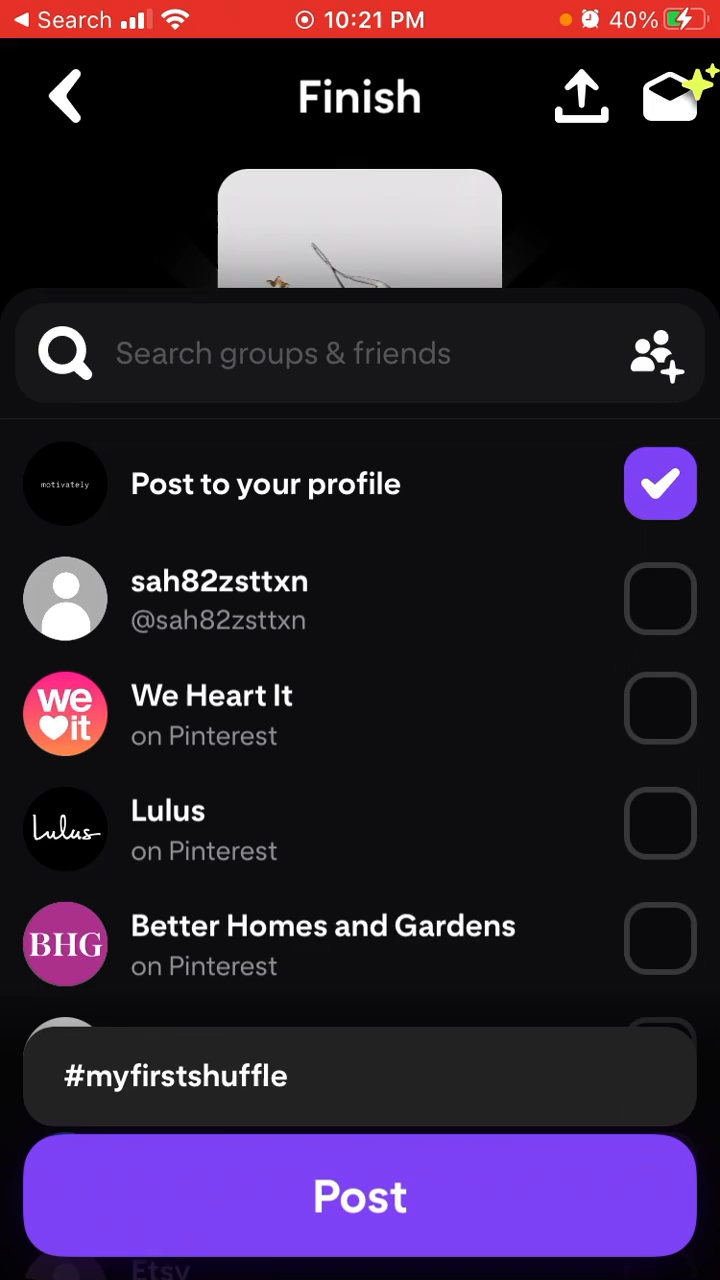 Search
10:21 PM
40%
Finish
Search groups & friends
motivately
Post to your profile
sah82zsttxn
@sah82zsttxn
we
it
We Heart It
on Pinterest
Lulus
Lulus
on Pinterest
BHG
Better Homes and Gardens
on Pinterest
#myfirstshuffle
Post
Etsy